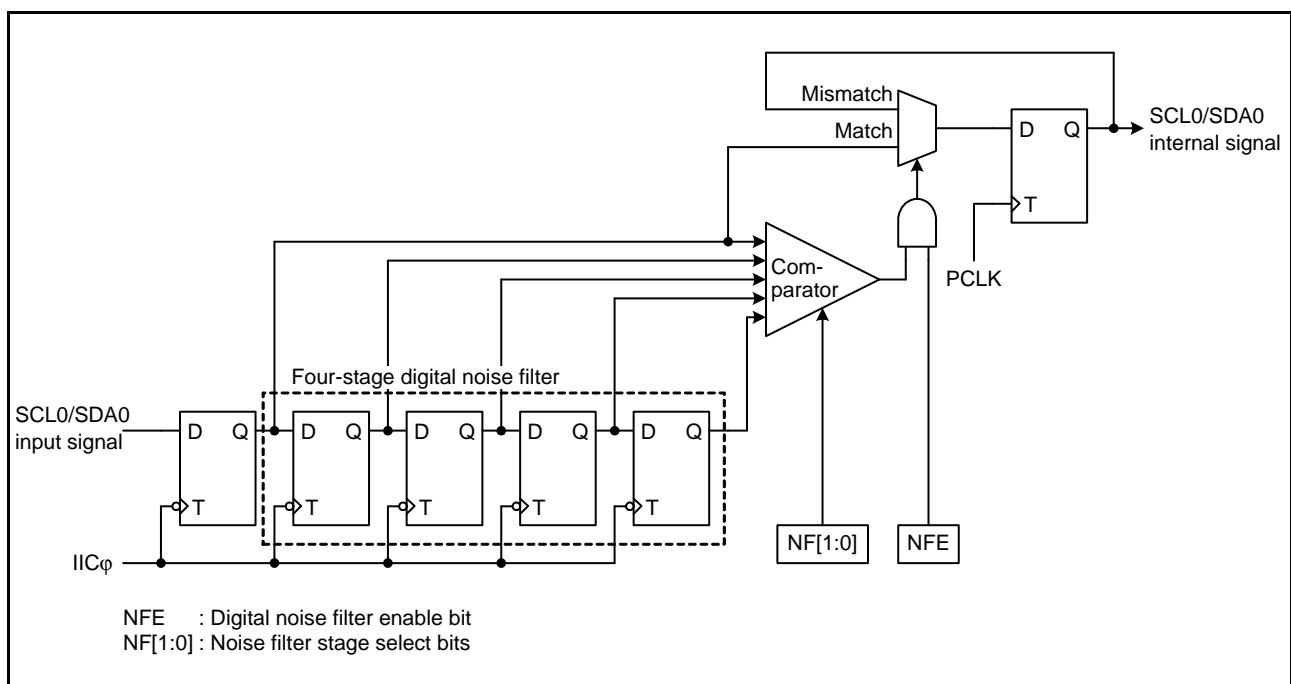 Mismatch
Match
D Q
T
SCL0/SDA0
internal signal
Com-
parator
PCLK
Four-stage digital noise filter
SCL0/SDA0
input signal
D Q D Q D Q D Q D Q
T T T T T
NF[1:0] NFE
IICφ
NFE : Digital noise filter enable bit
NF[1:0] : Noise filter stage select bits